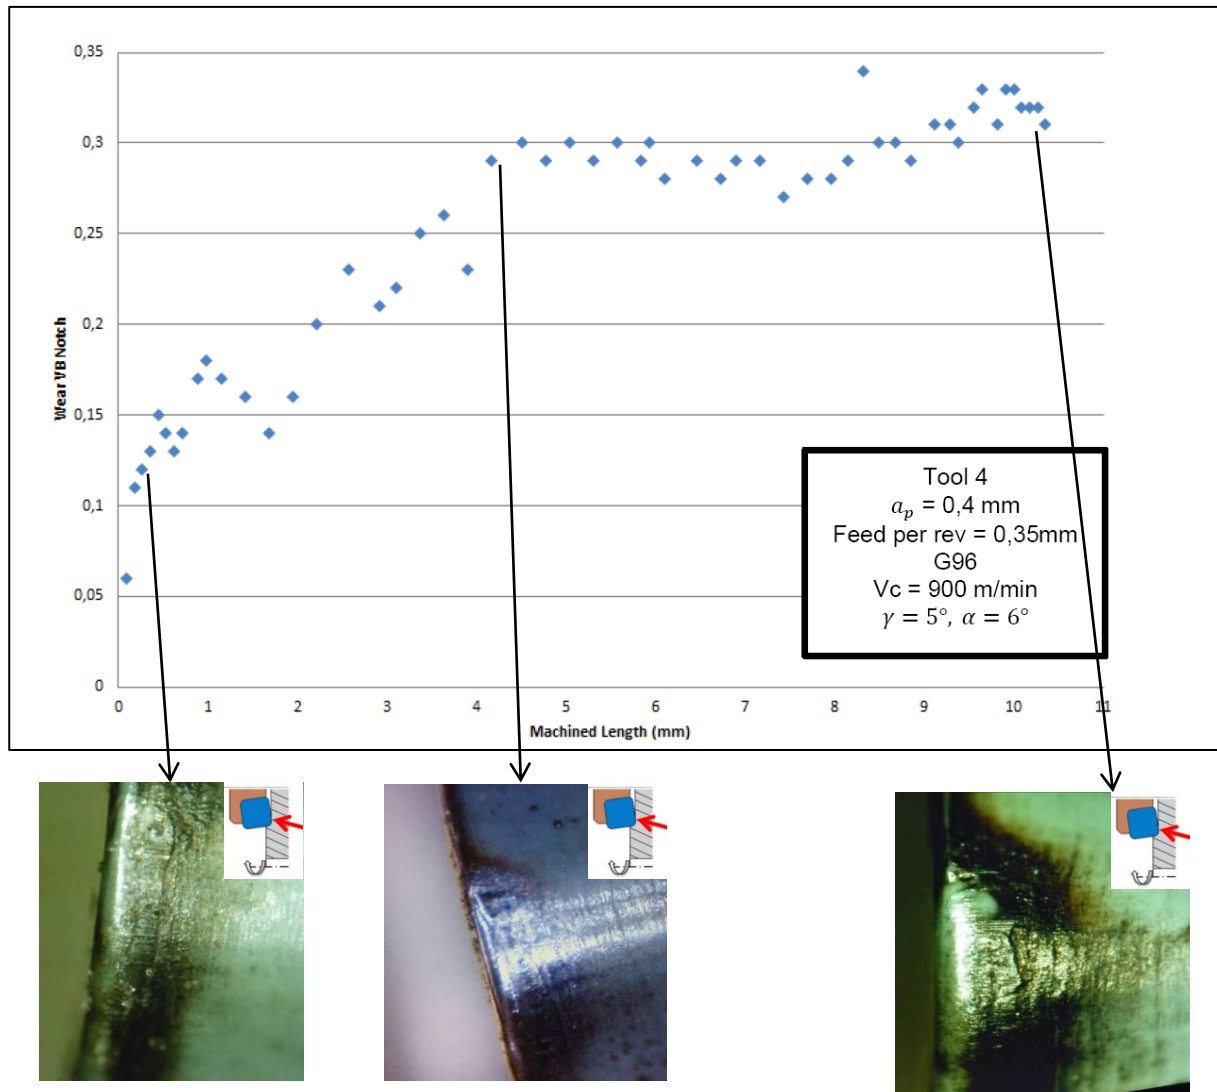 0,35
0,3
0,25
0,2
0,15
0,1
0,05
0
Wear VB Notch
0 1 2 3 4 5 6 7 8 9 10 11
Machined Length (mm)
Tool 4
aₚ = 0,4 mm
Feed per rev = 0,35mm
G96
Vc = 900 m/min
γ = 5°, α = 6°